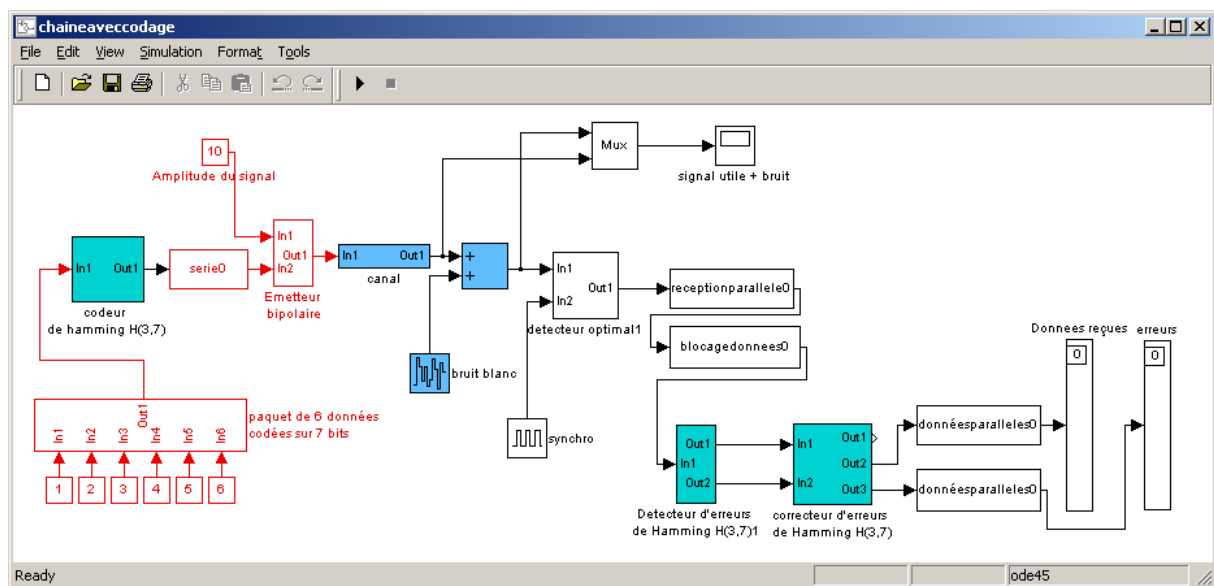 chaineaveccodage
File Edit View Simulation Format Tools
10
Amplitude du signal
Mux
signal utile + bruit
In1 Out1
codeur
de hamming H(3,7)
serie0
In1
Out1
In2
Emetteur
bipolaire
In1 Out1
canal
+
+
bruit blanc
In1
Out1
In2
detecteur optimal1
synchro
receptionparallele0
blocagedonnees0
Donnees reçues
0
erreurs
0
Out1
In1 In2 In3 In4 In5 In6
paquet de 6 données
codées sur 7 bits
1 2 3 4 5 6
Out1
In1
Out2
Detecteur d'erreurs
de Hamming H(3,7)1
In1 Out1
Out2
In2 Out3
correcteur d'erreurs
de Hamming H(3,7)
donnéesparalleles0
donnéesparalleles0
Ready
ode45